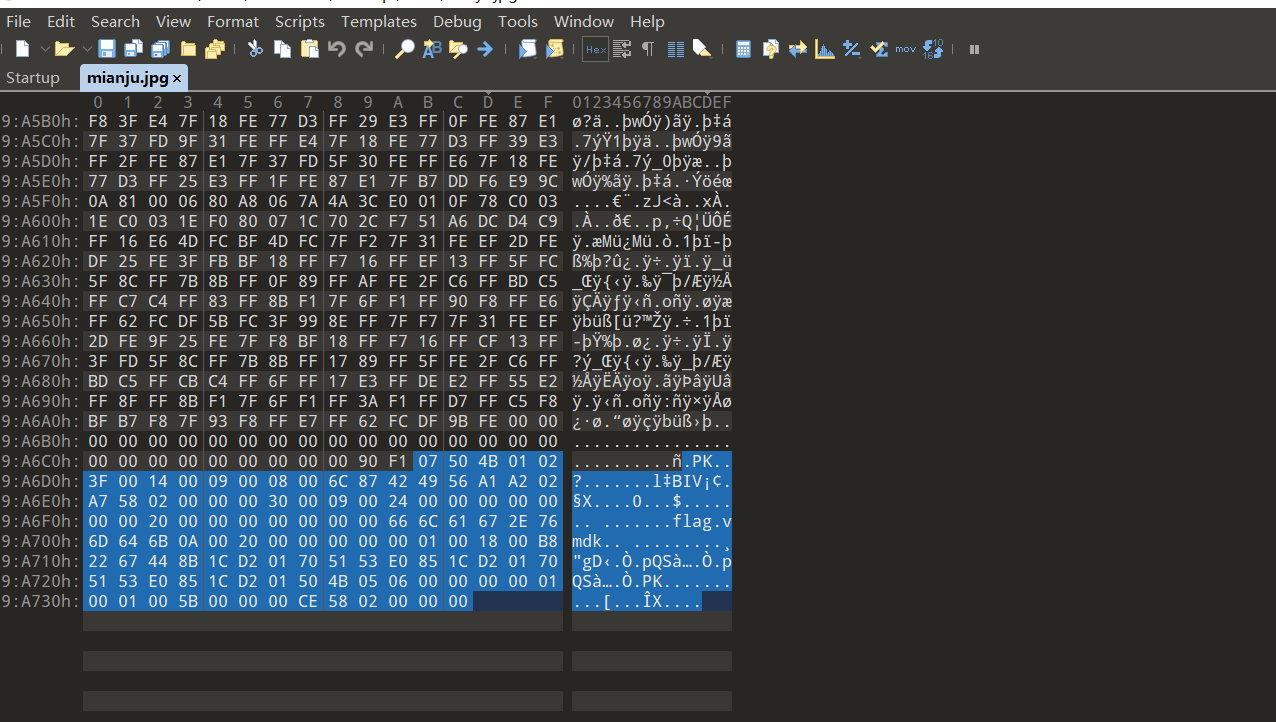 File Edit Search View Format Scripts Templates Debug Tools Window Help
Hex
mov
Startup mianju.jpg ×
0 1 2 3 4 5 6 7 8 9 A B C D E F 0123456789ABCDEF
9:A5B0h: F8 3F E4 7F 18 FE 77 D3 FF 29 E3 FF 0F FE 87 E1 ø?ä..þwÓÿ)ãÿ.þ‡á
9:A5C0h: 7F 37 FD 9F 31 FE FF E4 7F 18 FE 77 D3 FF 39 E3 .7ýŸ1þÿä..þwÓÿ9ã
9:A5D0h: FF 2F FE 87 E1 7F 37 FD 5F 30 FE FF E6 7F 18 FE ÿ/þ‡á.7ý_0þÿæ..þ
9:A5E0h: 77 D3 FF 25 E3 FF 1F FE 87 E1 7F B7 DD F6 E9 9C wÓÿ%ãÿ.þ‡á.·Ýöéœ
9:A5F0h: 0A 81 00 06 80 A8 06 7A 4A 3C E0 01 0F 78 C0 03 ....€¨.zJ<à..xÀ.
9:A600h: 1E C0 03 1E F0 80 07 1C 70 2C F7 51 A6 DC D4 C9 .À..ð€..p,÷Q¦ÜÔÉ
9:A610h: FF 16 E6 4D FC BF 4D FC 7F F2 7F 31 FE EF 2D FE ÿ.æMü¿Mü.ò.1þï-þ
9:A620h: DF 25 FE 3F FB BF 18 FF F7 16 FF EF 13 FF 5F FC ß%þ?û¿.ÿ÷.ÿï.ÿ_ü
9:A630h: 5F 8C FF 7B 8B FF 0F 89 FF AF FE 2F C6 FF BD C5 _Œÿ{‹ÿ.‰ÿ¯þ/Æÿ½Å
9:A640h: FF C7 C4 FF 83 FF 8B F1 7F 6F F1 FF 90 F8 FF E6 ÿÇÄÿƒÿ‹ñ.oñÿ.øÿæ
9:A650h: FF 62 FC DF 5B FC 3F 99 8E FF 7F F7 7F 31 FE EF ÿbüß[ü?™Žÿ.÷.1þï
9:A660h: 2D FE 9F 25 FE 7F F8 BF 18 FF F7 16 FF CF 13 FF -þŸ%þ.ø¿.ÿ÷.ÿÏ.ÿ
9:A670h: 3F FD 5F 8C FF 7B 8B FF 17 89 FF 5F FE 2F C6 FF ?ý_Œÿ{‹ÿ.‰ÿ_þ/Æÿ
9:A680h: BD C5 FF CB C4 FF 6F FF 17 E3 FF DE E2 FF 55 E2 ½ÅÿËÄÿoÿ.ãÿÞâÿUâ
9:A690h: FF 8F FF 8B F1 7F 6F F1 FF 3A F1 FF D7 FF C5 F8 ÿ.ÿ‹ñ.oñÿ:ñÿ×ÿÅø
9:A6A0h: BF B7 F8 7F 93 F8 FF E7 FF 62 FC DF 9B FE 00 00 ¿·ø.“øÿçÿbüß›þ..
9:A6B0h: 00 00 00 00 00 00 00 00 00 00 00 00 00 00 00 00 ................
9:A6C0h: 00 00 00 00 00 00 00 00 00 90 F1 07 50 4B 01 02 ..........ñ.PK..
9:A6D0h: 3F 00 14 00 09 00 08 00 6C 87 42 49 56 A1 A2 02 ?.......l‡BIV¡¢.
9:A6E0h: A7 58 02 00 00 00 30 00 09 00 24 00 00 00 00 00 §X....0...$.....
9:A6F0h: 00 00 20 00 00 00 00 00 00 00 66 6C 61 67 2E 76 .. .......flag.v
9:A700h: 6D 64 6B 0A 00 20 00 00 00 00 00 01 00 18 00 B8 mdk.. .........¸
9:A710h: 22 67 44 8B 1C D2 01 70 51 53 E0 85 1C D2 01 70 "gD‹.Ò.pQSà….Ò.p
9:A720h: 51 53 E0 85 1C D2 01 50 4B 05 06 00 00 00 00 01 QSà….Ò.PK.......
9:A730h: 00 01 00 5B 00 00 00 CE 58 02 00 00 00 ...[...ÎX....